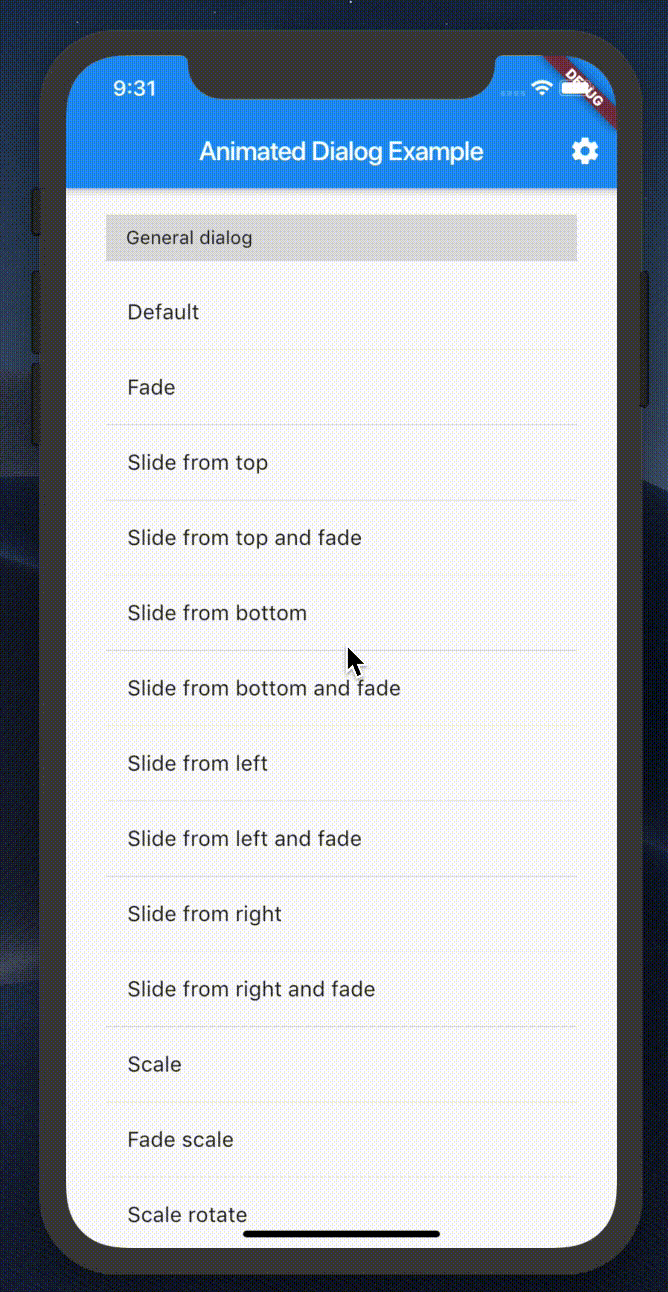 9:31
DEBUG
Animated Dialog Example
General dialog
Default
Fade
Slide from top
Slide from top and fade
Slide from bottom
Slide from bottom and fade
Slide from left
Slide from left and fade
Slide from right
Slide from right and fade
Scale
Fade scale
Scale rotate